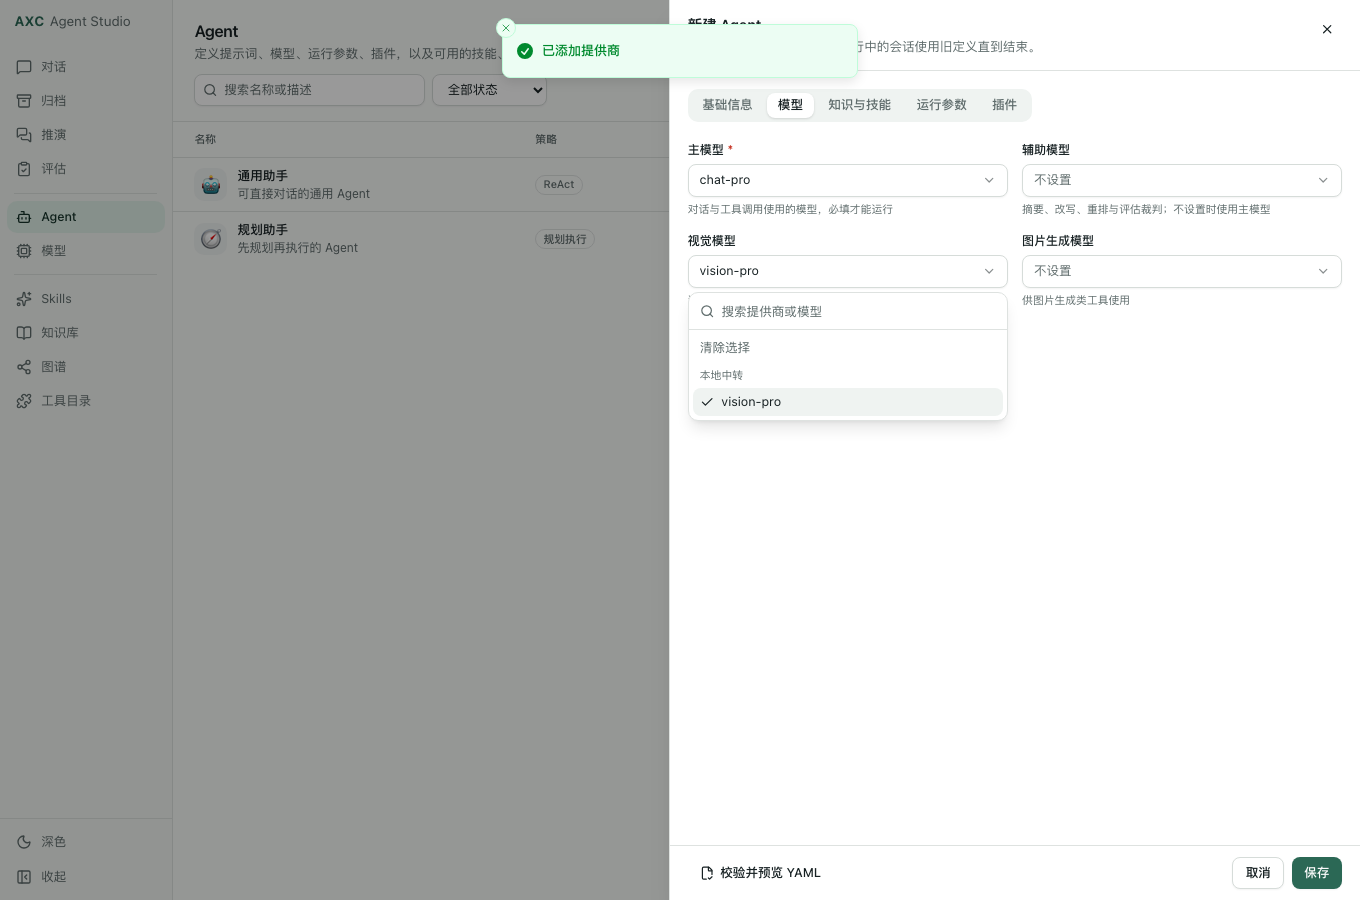 AXC Agent Studio
对话
归档
推演
评估
Agent
模型
Skills
知识库
图谱
工具目录
深色
收起
Agent
定义提示词、模型、运行参数、插件，以及可用的技能、
搜索名称或描述
全部状态
名称
策略
通用助手
可直接对话的通用 Agent
ReAct
规划助手
先规划再执行的 Agent
规划执行
已添加提供商
新建 Agent
行中的会话使用旧定义直到结束。
基础信息
模型
知识与技能
运行参数
插件
主模型 *
chat-pro
对话与工具调用使用的模型，必填才能运行
辅助模型
不设置
摘要、改写、重排与评估裁判；不设置时使用主模型
视觉模型
vision-pro
图片生成模型
不设置
供图片生成类工具使用
搜索提供商或模型
清除选择
本地中转
vision-pro
校验并预览 YAML
取消
保存